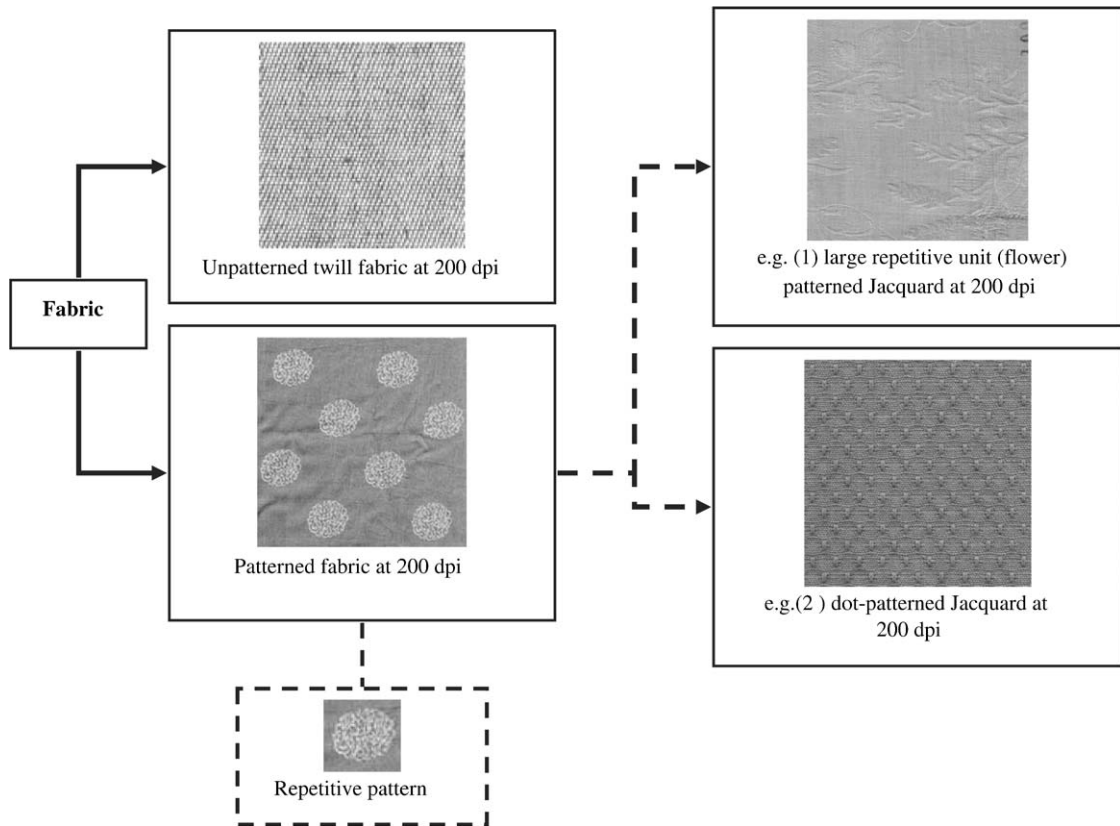 Unpatterned twill fabric at 200 dpi
Fabric
Patterned fabric at 200 dpi
Repetitive pattern
e.g. (1) large repetitive unit (flower)
patterned Jacquard at 200 dpi
e.g.(2 ) dot-patterned Jacquard at
200 dpi